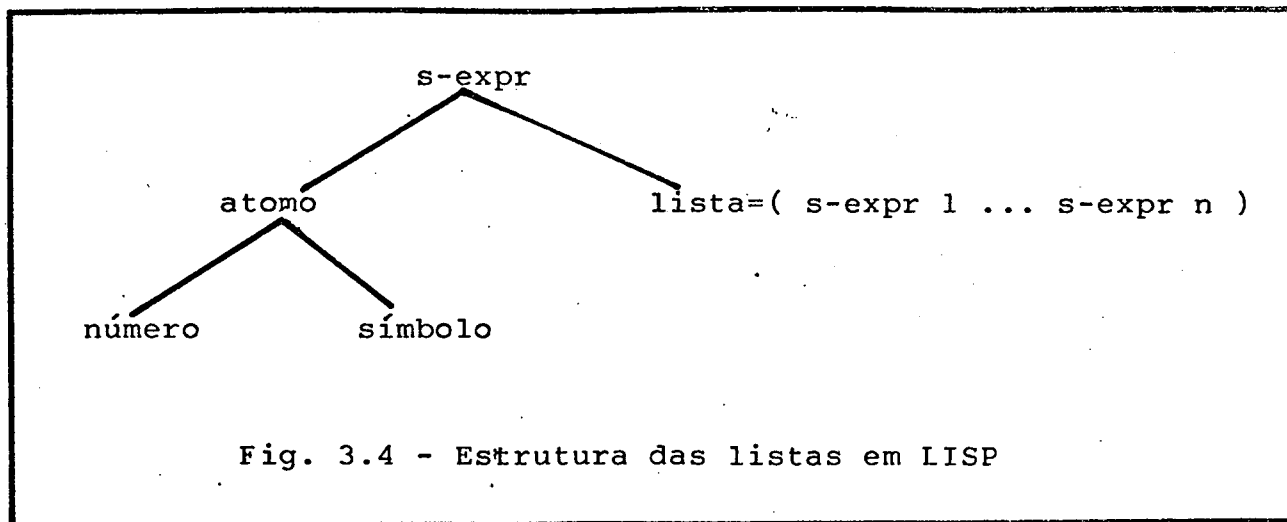 s-expr
atomo lista=( s-expr 1 ... s-expr n )
número símbolo
Fig. 3.4 - Estrutura das listas em LISP